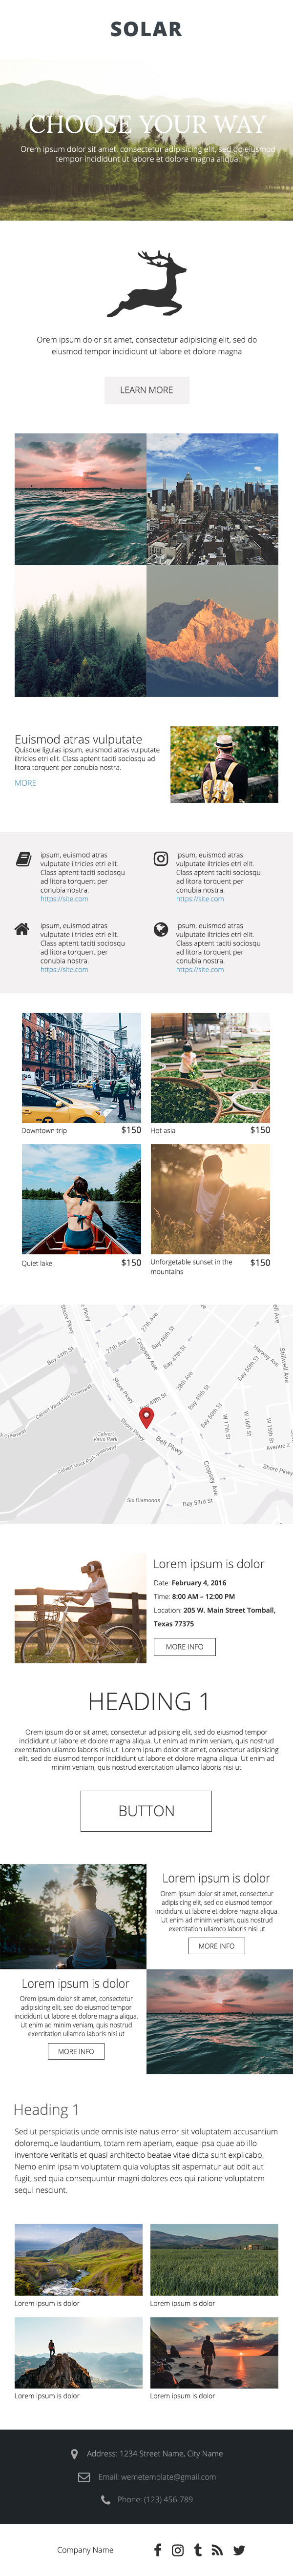 SOLAR
CHOOSE YOUR WAY
Orem ipsum dolor sit amet, consectetur adipisicing elit, sed do eiusmod
tempor incididunt ut labore et dolore magna aliqua.
Orem ipsum dolor sit amet, consectetur adipisicing elit, sed do
eiusmod tempor incididunt ut labore et dolore magna
LEARN MORE
Euismod atras vulputate
Quisque ligulas ipsum, euismod atras vulputate
iltricies etri elit. Class aptent taciti sociosqu ad
litora torquent per conubia nostra.
MORE
ipsum, euismod atras
vulputate iltricies etri elit.
Class aptent taciti sociosqu
ad litora torquent per
conubia nostra.
https://site.com
ipsum, euismod atras
vulputate iltricies etri elit.
Class aptent taciti sociosqu
ad litora torquent per
conubia nostra.
https://site.com
ipsum, euismod atras
vulputate iltricies etri elit.
Class aptent taciti sociosqu
ad litora torquent per
conubia nostra.
https://site.com
ipsum, euismod atras
vulputate iltricies etri elit.
Class aptent taciti sociosqu
ad litora torquent per
conubia nostra.
https://site.com
Downtown trip $150
Hot asia $150
Quiet lake $150
Unforgetable sunset in the $150
mountains
Shore Pkwy
27th Ave
Bay 44th St
Cropsey Ave
Bay 46th St
Bay 47th St
27th Ave
Harway Ave
Stillwell Ave
Bay 50th St
Shore Pkwy
28th Ave
Bay 48th St
Bay 49th St
Calvert Vaux Park Greenway
Calvert
Vaux Park
Shore Pkwy
Belt Pkwy
Bay 50th St
W 17th St
W 16th St
W 15th St
Avenue Z
Calvert Vaux Park Greenway
Cropsey Ave
Shore Pkwy
Six Diamonds
Bay 53rd St
Lorem ipsum is dolor
Date: February 4, 2016
Time: 8:00 AM – 12:00 PM
Location: 205 W. Main Street Tomball,
Texas 77375
MORE INFO
HEADING 1
Orem ipsum dolor sit amet, consectetur adipisicing elit, sed do eiusmod tempor
incididunt ut labore et dolore magna aliqua. Ut enim ad minim veniam, quis nostrud
exercitation ullamco laboris nisi ut. Lorem ipsum dolor sit amet, consectetur adipisicing
elit, sed do eiusmod tempor incididunt ut labore et dolore magna aliqua. Ut enim ad
minim veniam, quis nostrud exercitation ullamco laboris nisi ut
BUTTON
Lorem ipsum is dolor
Orem ipsum dolor sit amet, consectetur
adipisicing elit, sed do eiusmod tempor
incididunt ut labore et dolore magna aliqua.
Ut enim ad minim veniam, quis nostrud
exercitation ullamco laboris nisi ut
MORE INFO
Lorem ipsum is dolor
Orem ipsum dolor sit amet, consectetur
adipisicing elit, sed do eiusmod tempor
incididunt ut labore et dolore magna aliqua.
Ut enim ad minim veniam, quis nostrud
exercitation ullamco laboris nisi ut
MORE INFO
Heading 1
Sed ut perspiciatis unde omnis iste natus error sit voluptatem accusantium
doloremque laudantium, totam rem aperiam, eaque ipsa quae ab illo
inventore veritatis et quasi architecto beatae vitae dicta sunt explicabo.
Nemo enim ipsam voluptatem quia voluptas sit aspernatur aut odit aut
fugit, sed quia consequuntur magni dolores eos qui ratione voluptatem
sequi nesciunt.
Lorem ipsum is dolor
Lorem ipsum is dolor
Lorem ipsum is dolor
Lorem ipsum is dolor
Address: 1234 Street Name, City Name
Email: wemetemplate@gmail.com
Phone: (123) 456-789
Company Name